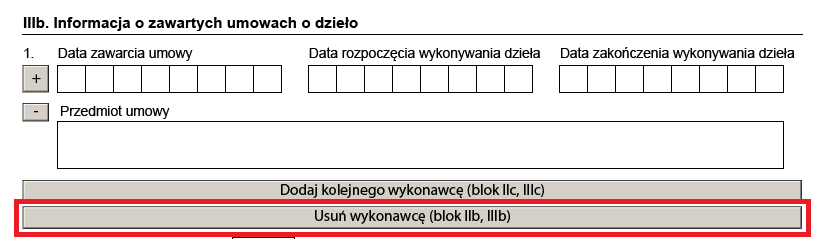 IIIb. Informacja o zawartych umowach o dzieło
1. Data zawarcia umowy Data rozpoczęcia wykonywania dzieła Data zakończenia wykonywania dzieła
+
- Przedmiot umowy
Dodaj kolejnego wykonawcę (blok IIc, IIIc)
Usuń wykonawcę (blok IIb, IIIb)